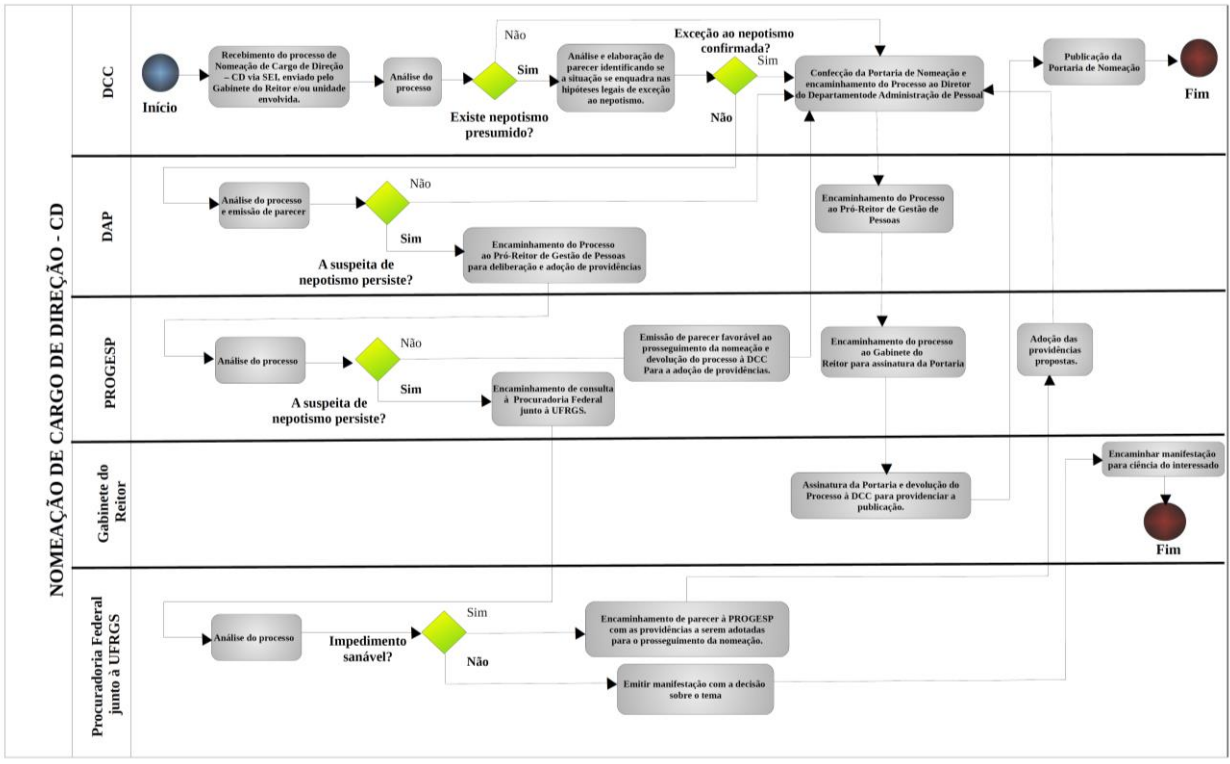 NOMEAÇÃO DE CARGO DE DIREÇÃO - CD
DCC
Início
Recebimento do processo de
Nomeação de Cargo de Direção
– CD via SEI, enviado pelo
Gabinete do Reitor e/ou unidade
envolvida.
Análise do
processo
Não
Sim
Existe nepotismo
presumido?
Análise e elaboração de
parecer identificando se
a situação se enquadra nas
hipóteses legais de exceção
ao nepotismo.
Exceção ao nepotismo
confirmada?
Sim
Não
Confecção da Portaria de Nomeação e
encaminhamento do Processo ao Diretor
do Departamentode Administração de Pessoal
Publicação da
Portaria de Nomeação
Fim
DAP
Análise do processo
e emissão de parecer
Não
Sim
A suspeita de
nepotismo persiste?
Encaminhamento do Processo
ao Pró-Reitor de Gestão de Pessoas
para deliberação e adoção de providências
Encaminhamento do Processo
ao Pró-Reitor de Gestão de
Pessoas
PROGESP
Análise do processo
Não
Sim
A suspeita de
nepotismo persiste?
Encaminhamento de consulta
à Procuradoria Federal
junto à UFRGS.
Emissão de parecer favorável ao
prosseguimento da nomeação e
devolução do processo à DCC
Para a adoção de providências.
Encaminhamento do processo
ao Gabinete do
Reitor para assinatura da Portaria
Adoção das
providências
propostas.
Gabinete do
Reitor
Assinatura da Portaria e devolução do
Processo à DCC para providenciar a
publicação.
Encaminhar manifestação
para ciência do interessado
Fim
Procuradoria Federal
junto à UFRGS
Análise do processo
Impedimento
sanável?
Sim
Não
Encaminhamento de parecer à PROGESP
com as providências a serem adotadas
para o prosseguimento da nomeação.
Emitir manifestação com a decisão
sobre o tema